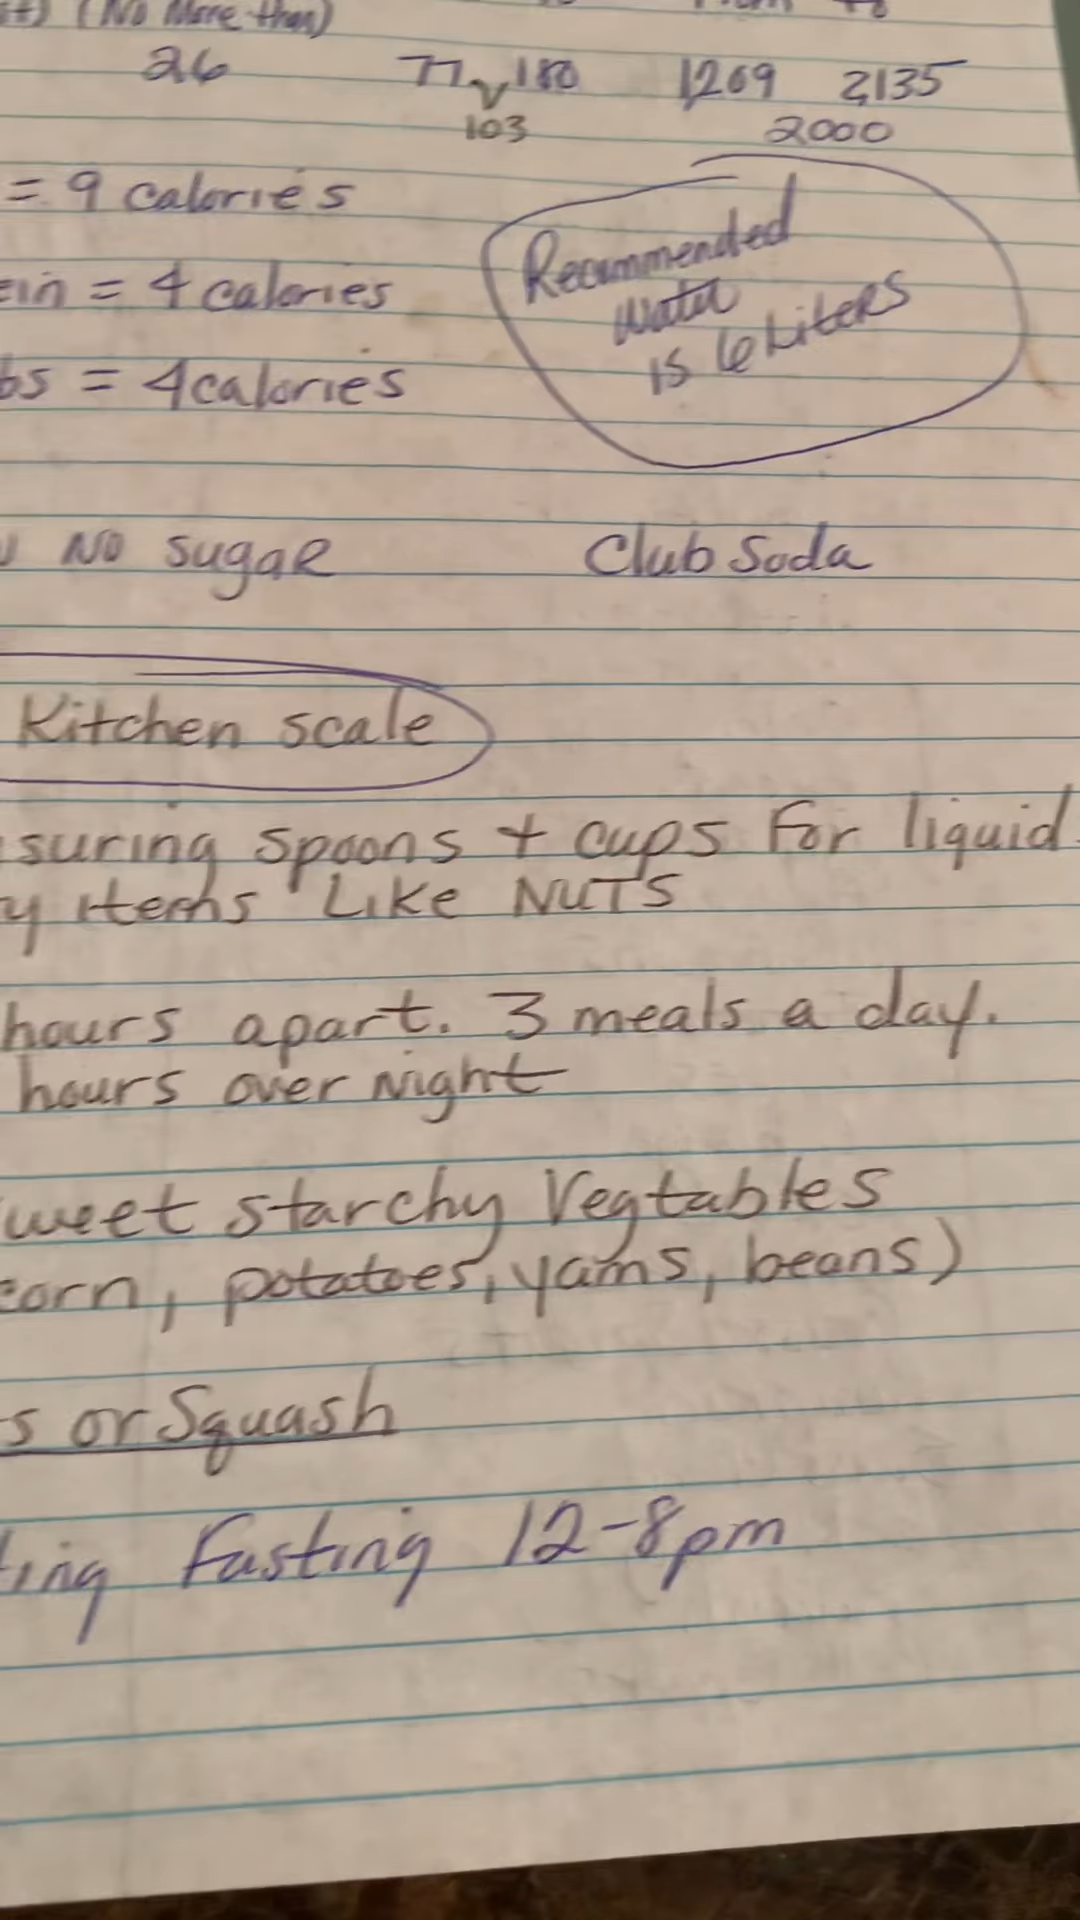 (No More than)
26 77 180 1269 2135
103 2000
= 9 calories
Recommended
ein = 4 calories
Water
is 6 Liters
bs = 4 calories
No sugar Club Soda
Kitchen scale
suring spoons + cups For liquid
y items Like NUTS
hours apart. 3 meals a day.
hours over night
weet starchy Vegtables
corn, potatoes, yams, beans)
s or Squash
ting Fasting 12-8pm